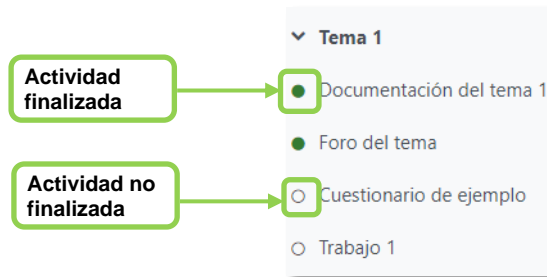 Tema 1
Actividad
finalizada
Documentación del tema 1
Foro del tema
Actividad no
finalizada
Cuestionario de ejemplo
Trabajo 1